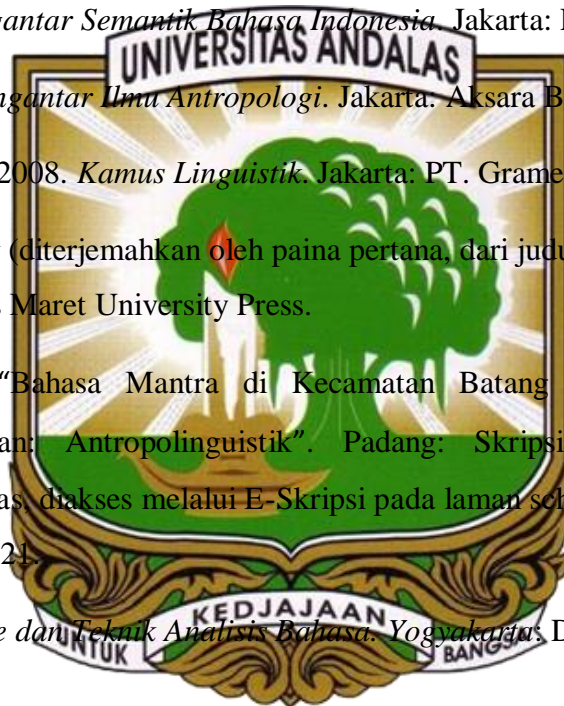 gantar Semantik Bahasa Indonesia. Jakarta:
UNIVERSITAS ANDALAS
ngantar Ilmu Antropologi. Jakarta: Aksara B
2008. Kamus Linguistik. Jakarta: PT. Grame
(diterjemahkan oleh paina pertana, dari judu
s Maret University Press.
“Bahasa Mantra di Kecamatan Batang
an: Antropolinguistik”. Padang: Skripsi
as, diakses melalui E-Skripsi pada laman sch
21.
UNTUK KEDJAJAAN BANGSA
e dan Teknik Analisis Bahasa. Yogyakarta: D